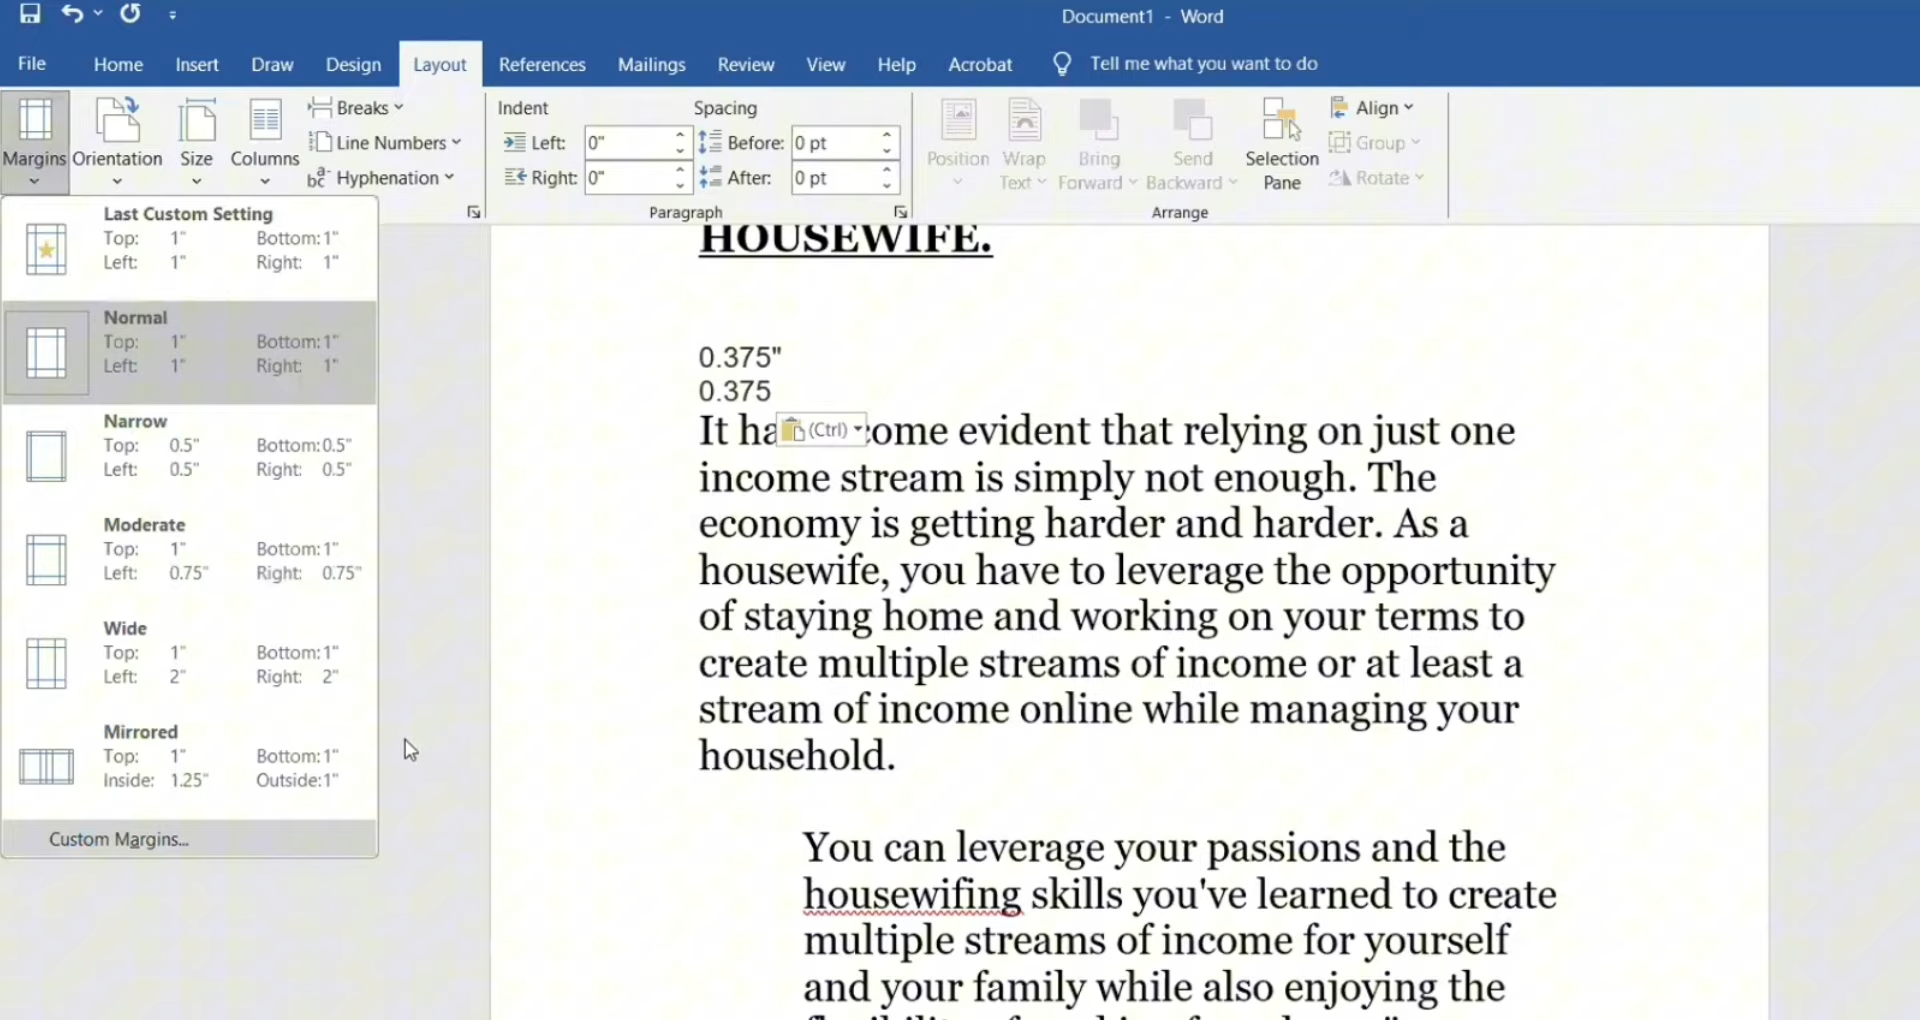 Document1 - Word
File Home Insert Draw Design Layout References Mailings Review View Help Acrobat Tell me what you want to do
Margins
Orientation
Size
Columns
Breaks
Line Numbers
Hyphenation
Indent
Left: 0"
Right: 0"
Spacing
Before: 0 pt
After: 0 pt
Paragraph
Position
Wrap
Text
Bring
Forward
Send
Backward
Selection
Pane
Align
Group
Rotate
Arrange
Last Custom Setting
Top: 1" Bottom: 1"
Left: 1" Right: 1"
Normal
Top: 1" Bottom: 1"
Left: 1" Right: 1"
Narrow
Top: 0.5" Bottom: 0.5"
Left: 0.5" Right: 0.5"
Moderate
Top: 1" Bottom: 1"
Left: 0.75" Right: 0.75"
Wide
Top: 1" Bottom: 1"
Left: 2" Right: 2"
Mirrored
Top: 1" Bottom: 1"
Inside: 1.25" Outside: 1"
Custom Margins...
HOUSEWIFE.
0.375"
0.375
It ha (Ctrl) come evident that relying on just one
income stream is simply not enough. The
economy is getting harder and harder. As a
housewife, you have to leverage the opportunity
of staying home and working on your terms to
create multiple streams of income or at least a
stream of income online while managing your
household.
You can leverage your passions and the
housewifing skills you've learned to create
multiple streams of income for yourself
and your family while also enjoying the